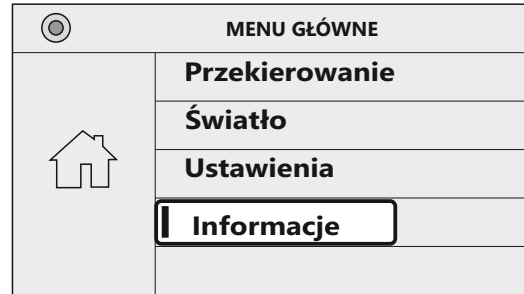 MENU GŁÓWNE
Przekierowanie
Światło
Ustawienia
Informacje